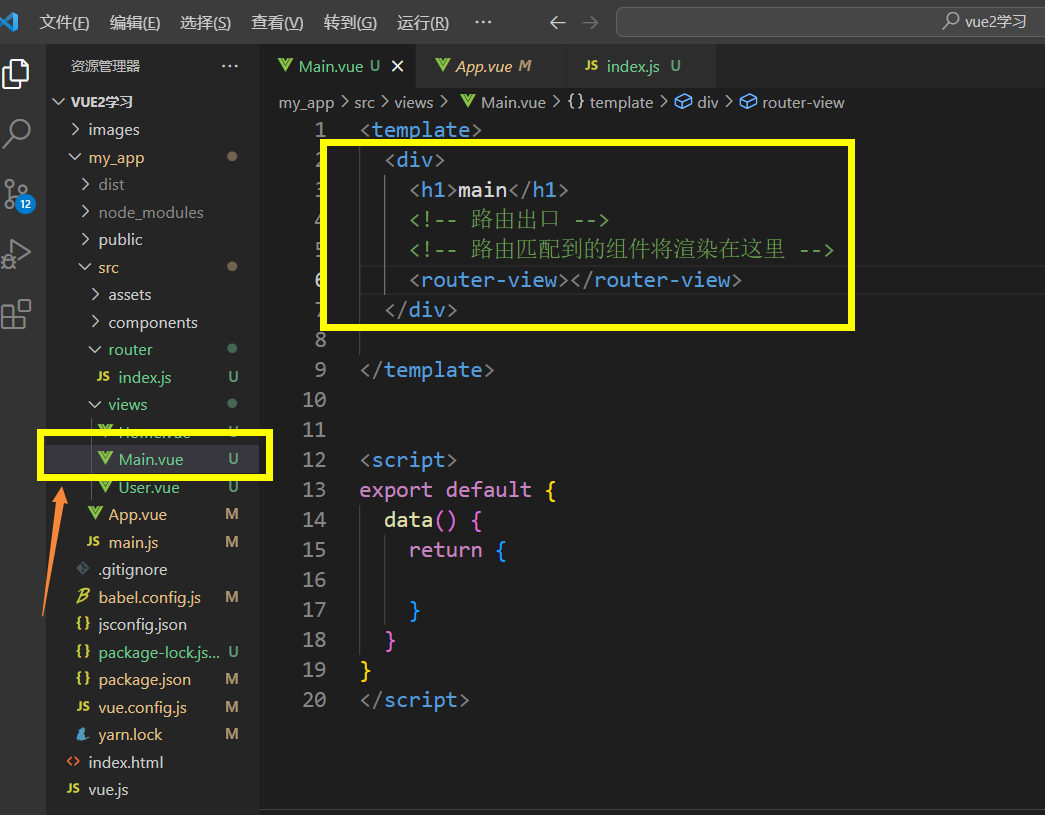 文件(F) 编辑(E) 选择(S) 查看(V) 转到(G) 运行(R) ··· vue2学习
资源管理器 ···
VUE2学习
images
my_app
dist
node_modules
public
src
assets
components
router
JS index.js U
views
Home.vue U
Main.vue U
User.vue U
App.vue M
JS main.js M
.gitignore
babel.config.js M
{} jsconfig.json
{} package-lock.js... U
{} package.json M
JS vue.config.js M
yarn.lock M
<> index.html
JS vue.js
12
Main.vue U
App.vue M
JS index.js U
my_app > src > views > Main.vue > {} template > div > router-view
1 <template>
2 <div>
3 <h1>main</h1>
4 <!-- 路由出口 -->
5 <!-- 路由匹配到的组件将渲染在这里 -->
6 <router-view></router-view>
7 </div>
8
9 </template>
10
11
12 <script>
13 export default {
14 data() {
15 return {
16
17 }
18 }
19 }
20 </script>